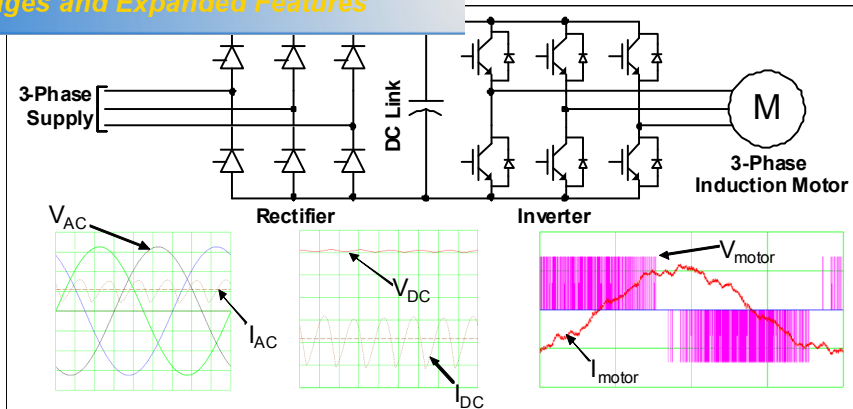 and Expanded Features
3-Phase
Supply
DC Link
M
3-Phase
Induction Motor
Rectifier
Inverter
VAC
IAC
VDC
IDC
Vmotor
Imotor